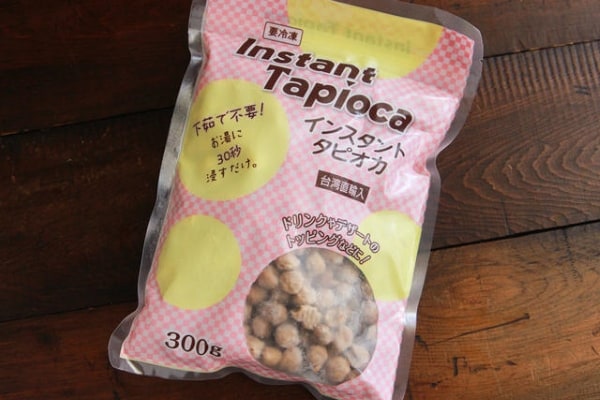 要冷凍
Instant
Tapioca
インスタント
タピオカ
台湾直輸入
下茹で不要!
お湯に
30秒
浸すだけ。
ドリンクやデザートの
トッピングなどに!
300g